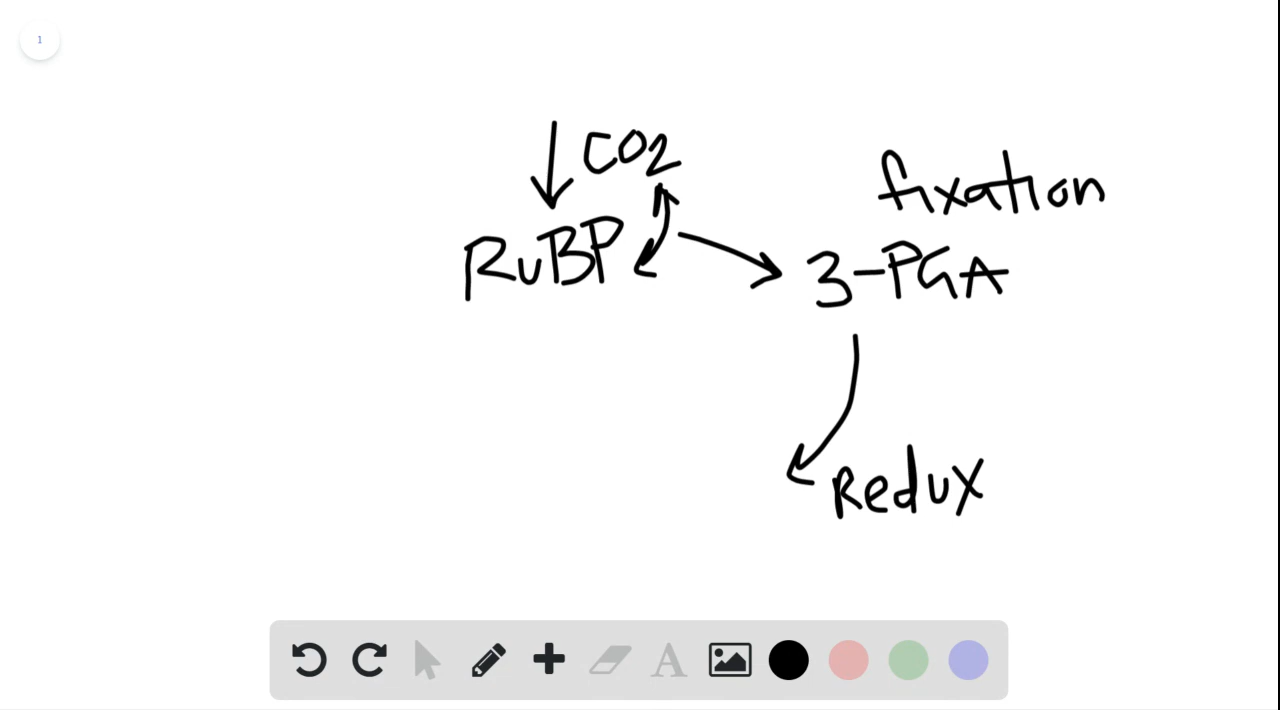 1
CO2
fixation
RuBP
3-PGA
Redux
A